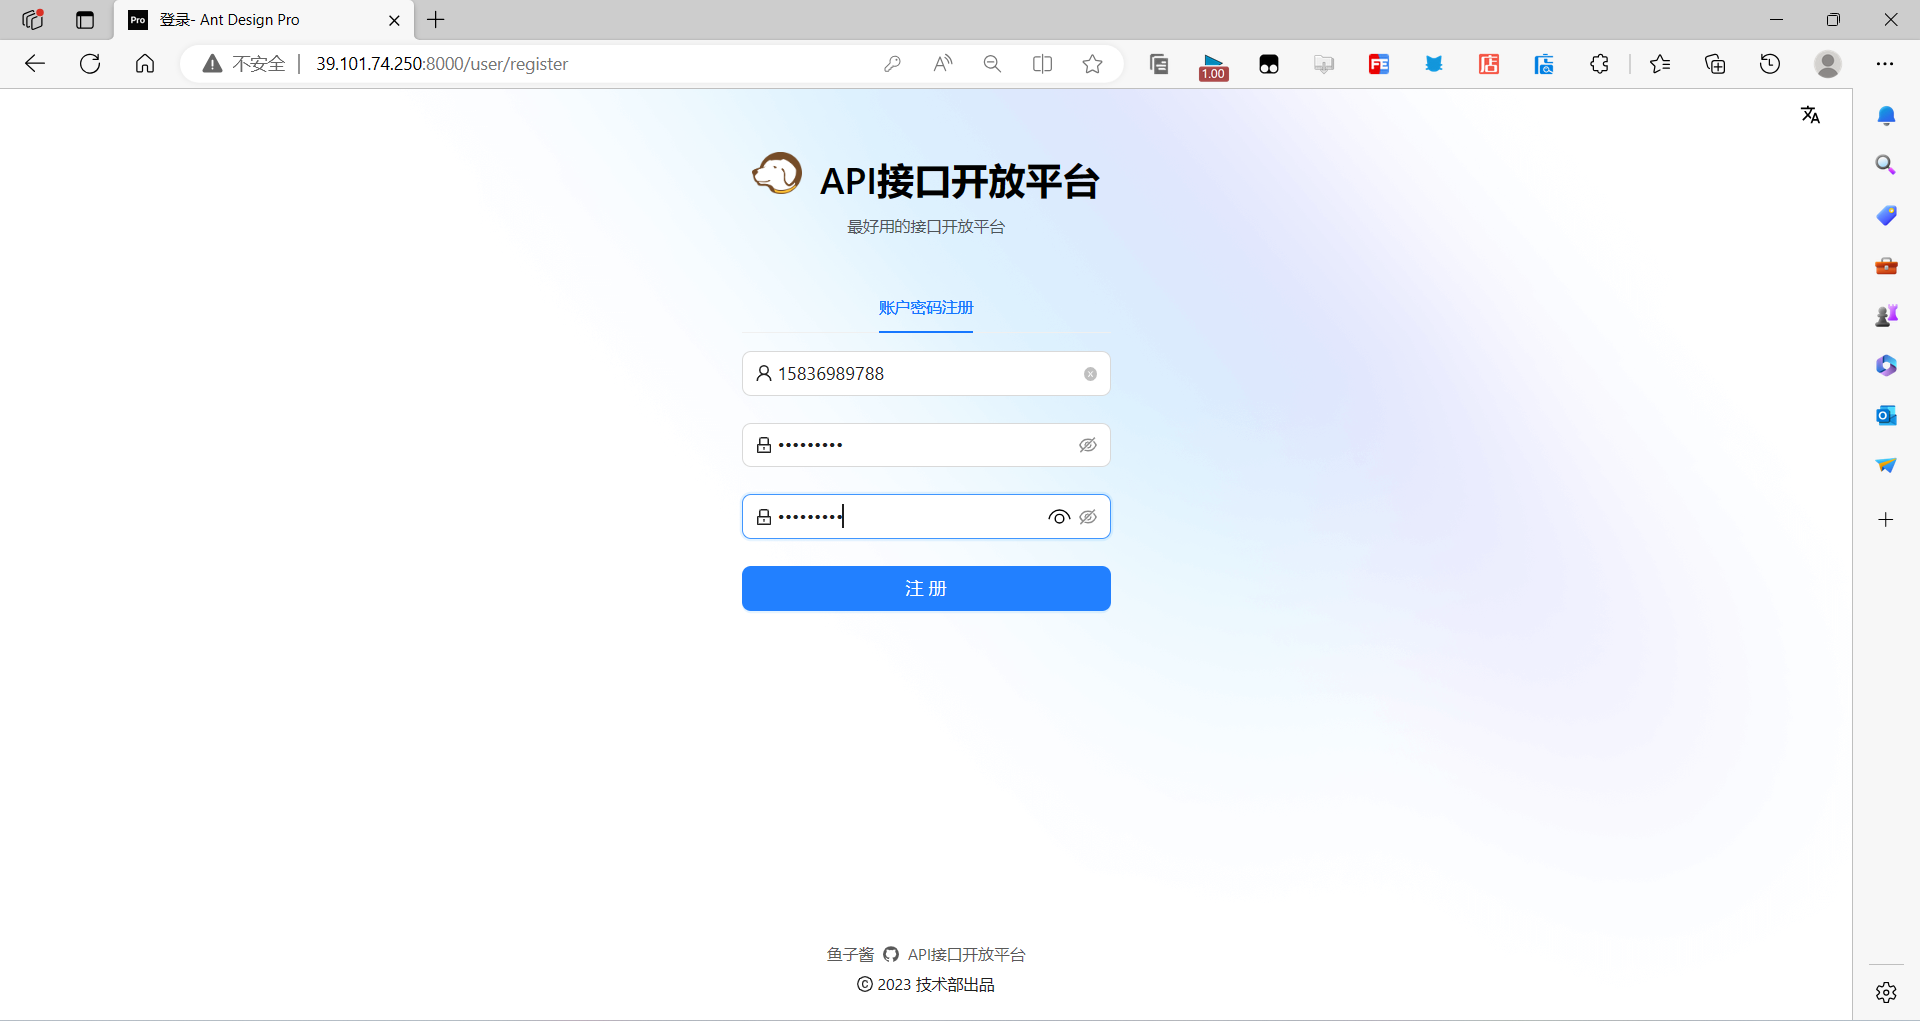 Pro 登录- Ant Design Pro
不安全 39.101.74.250:8000/user/register
1.00 FE 店
API接口开放平台
最好用的接口开放平台
账户密码注册
15836989788
•••••••••
•••••••••
注 册
鱼子酱 API接口开放平台
© 2023 技术部出品